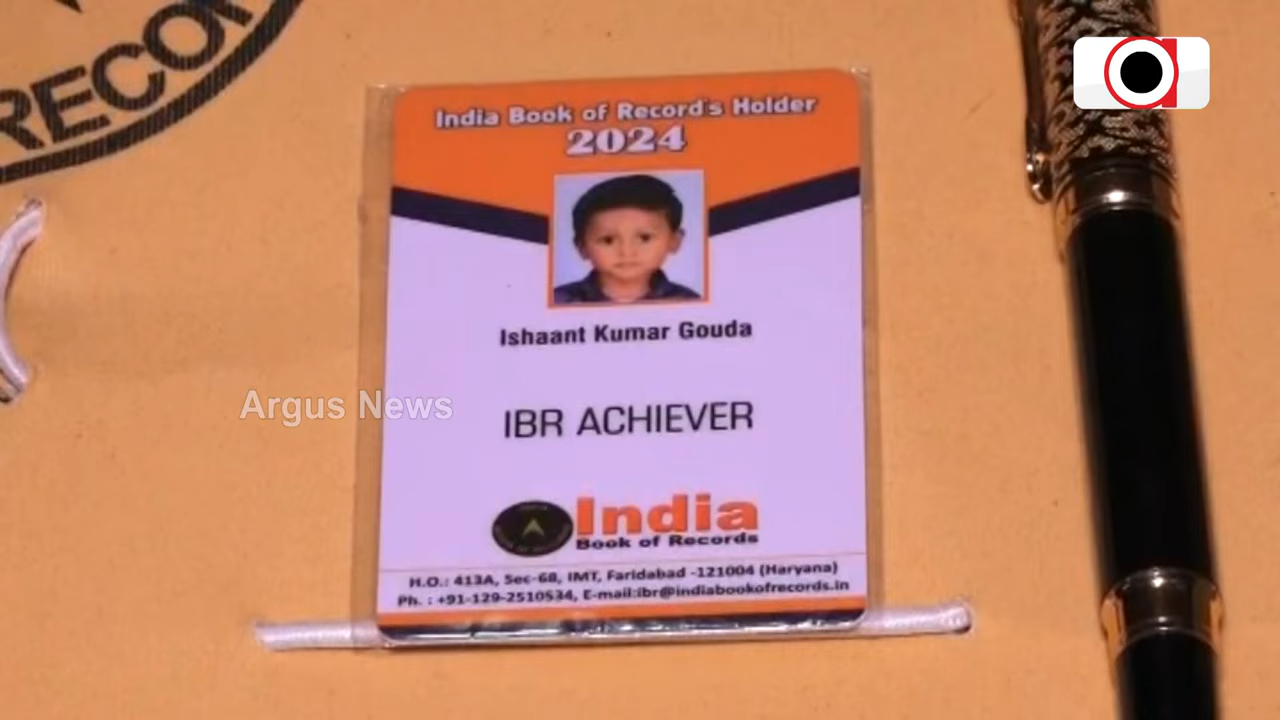 RECOR
India Book of Record's Holder
2024
Ishaant Kumar Gouda
Argus News
IBR ACHIEVER
India
Book of Records
H.O.: 413A, Sec-68, IMT, Faridabad -121004 (Haryana)
Ph. : +91-129-2510534, E-mail:ibr@indiabookofrecords.in